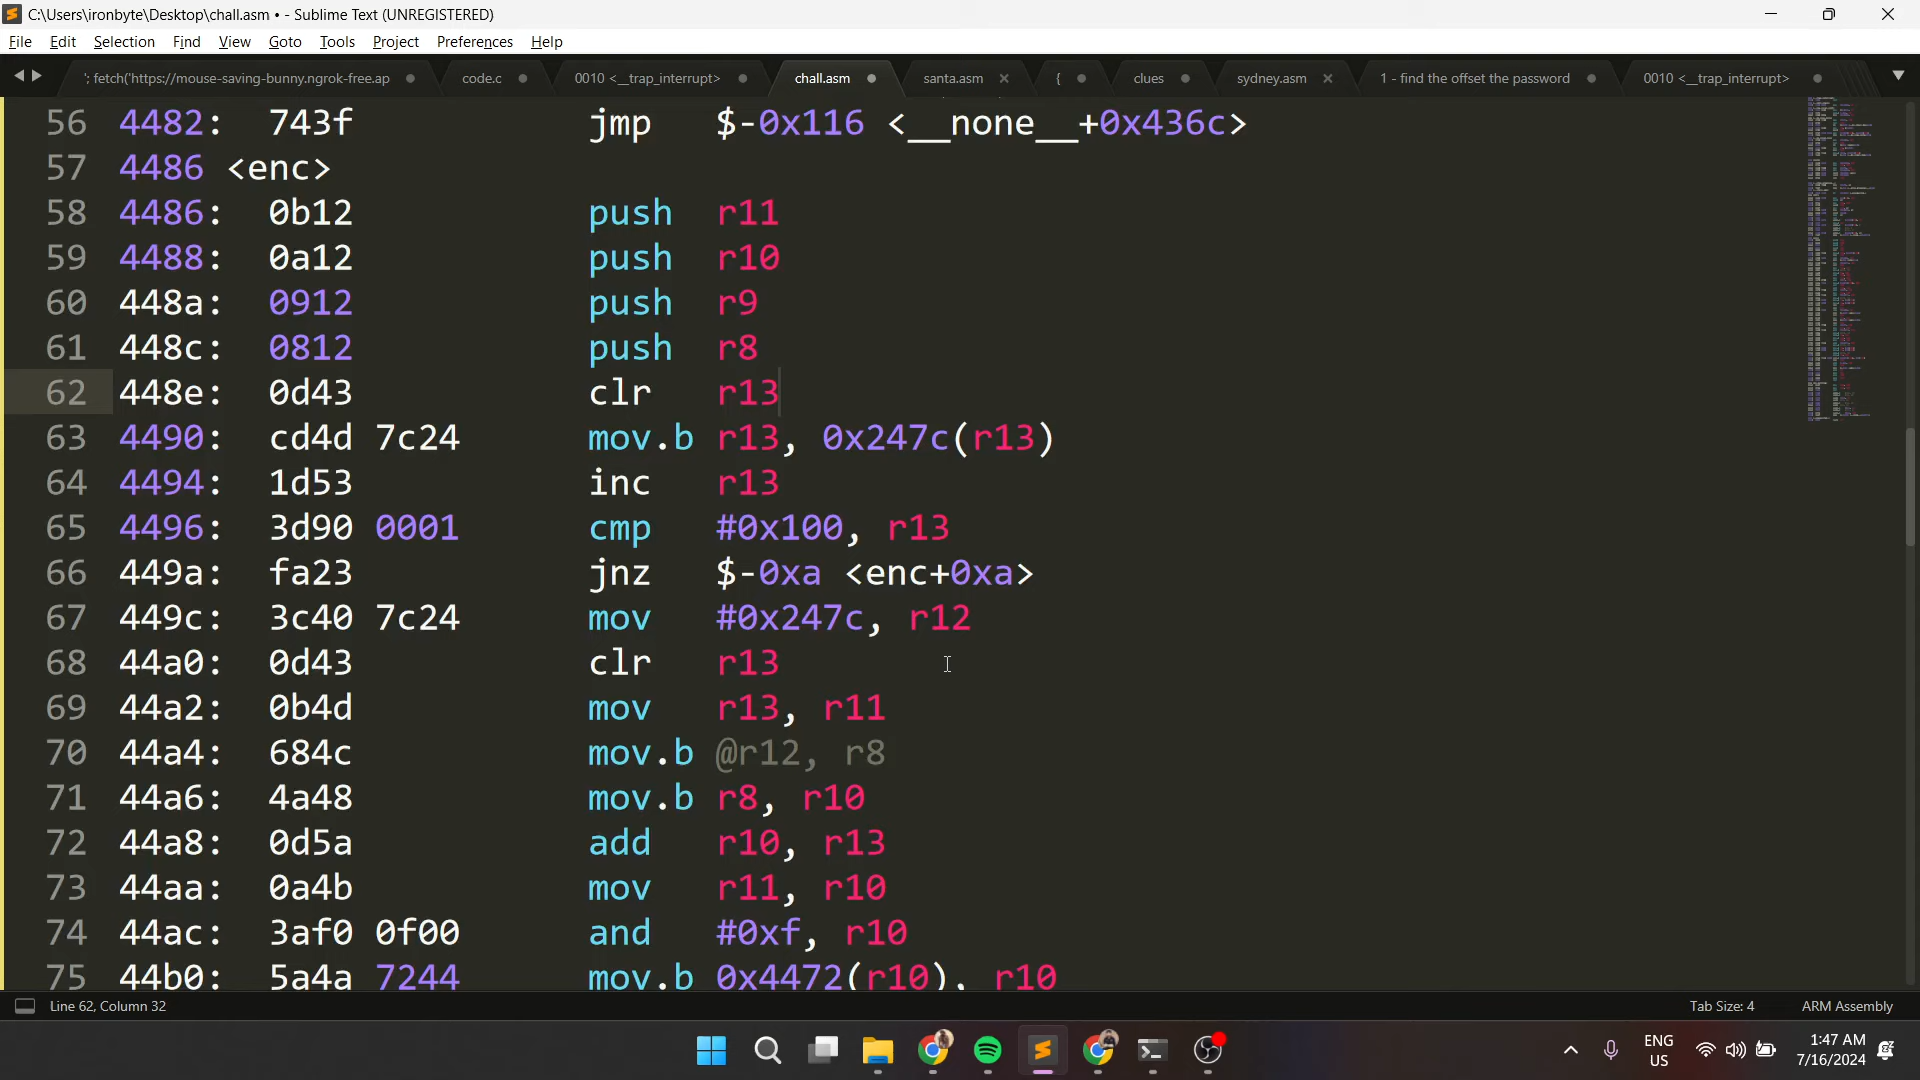 C:\Users\ironbyte\Desktop\chall.asm • - Sublime Text (UNREGISTERED)
File Edit Selection Find View Goto Tools Project Preferences Help
'; fetch('https://mouse-saving-bunny.ngrok-free.ap code.c 0010 <__trap_interrupt> chall.asm santa.asm { clues sydney.asm 1 - find the offset the password 0010 <__trap_interrupt>
56 4482: 743f jmp $-0x116 <__none__+0x436c>
57 4486 <enc>
58 4486: 0b12 push r11
59 4488: 0a12 push r10
60 448a: 0912 push r9
61 448c: 0812 push r8
62 448e: 0d43 clr r13
63 4490: cd4d 7c24 mov.b r13, 0x247c(r13)
64 4494: 1d53 inc r13
65 4496: 3d90 0001 cmp #0x100, r13
66 449a: fa23 jnz $-0xa <enc+0xa>
67 449c: 3c40 7c24 mov #0x247c, r12
68 44a0: 0d43 clr r13
69 44a2: 0b4d mov r13, r11
70 44a4: 684c mov.b @r12, r8
71 44a6: 4a48 mov.b r8, r10
72 44a8: 0d5a add r10, r13
73 44aa: 0a4b mov r11, r10
74 44ac: 3af0 0f00 and #0xf, r10
75 44b0: 5a4a 7244 mov.b 0x4472(r10), r10
Line 62, Column 32 Tab Size: 4 ARM Assembly
ENG
US
1:47 AM
7/16/2024